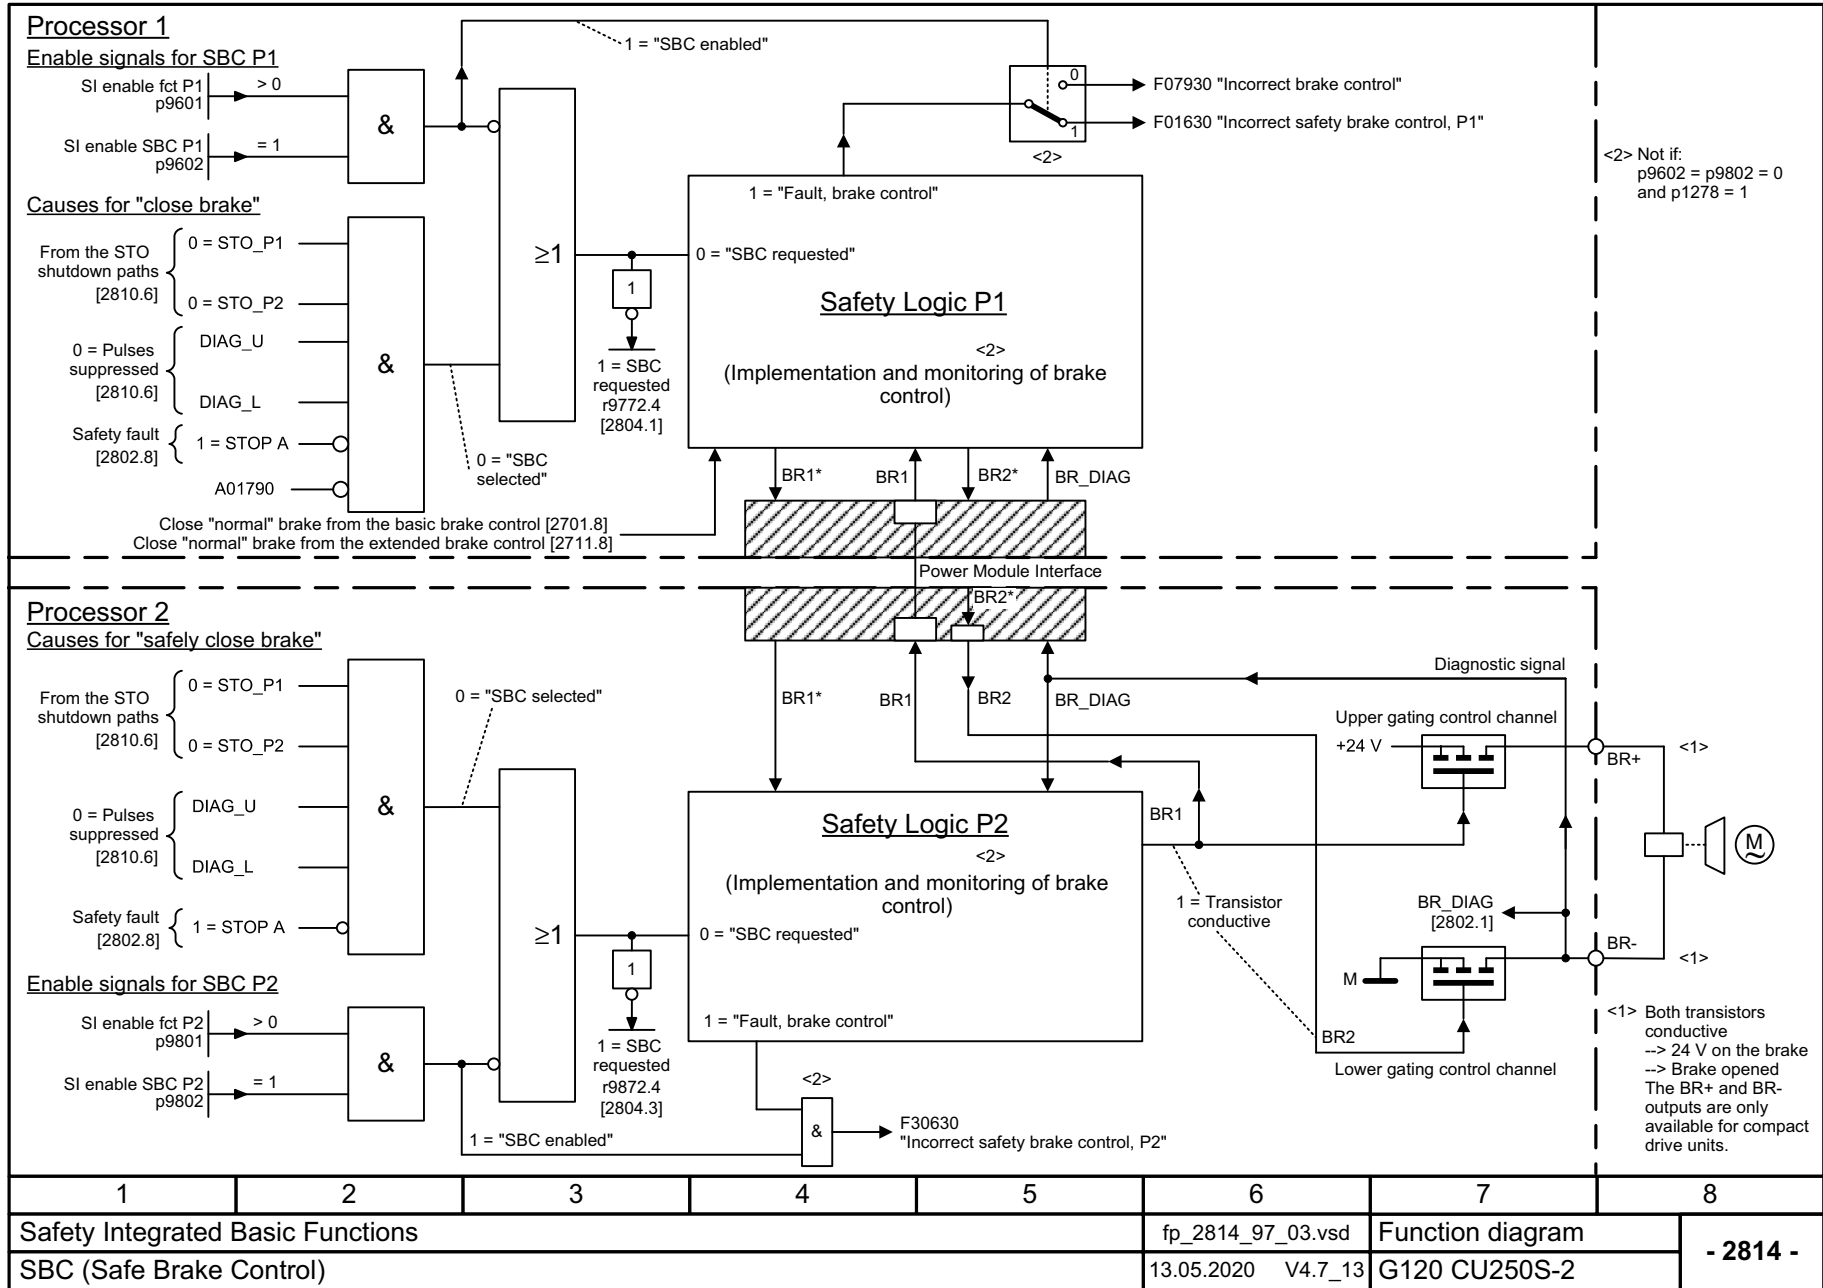 Processor 1
Enable signals for SBC P1
SI enable fct P1
p9601
> 0
SI enable SBC P1
p9602
= 1
&
1 = "SBC enabled"
0
1
<2>
F07930 "Incorrect brake control"
F01630 "Incorrect safety brake control, P1"
<2> Not if:
p9602 = p9802 = 0
and p1278 = 1
Causes for "close brake"
From the STO
shutdown paths
[2810.6]
0 = STO_P1
0 = STO_P2
0 = Pulses
suppressed
[2810.6]
DIAG_U
DIAG_L
Safety fault
[2802.8]
1 = STOP A
A01790
&
0 = "SBC
selected"
≥1
1
1 = SBC
requested
r9772.4
[2804.1]
1 = "Fault, brake control"
0 = "SBC requested"
Safety Logic P1
<2>
(Implementation and monitoring of brake
control)
Close "normal" brake from the basic brake control [2701.8]
Close "normal" brake from the extended brake control [2711.8]
BR1*
BR1
BR2*
BR_DIAG
Power Module Interface
BR2*
Processor 2
Causes for "safely close brake"
From the STO
shutdown paths
[2810.6]
0 = STO_P1
0 = STO_P2
0 = Pulses
suppressed
[2810.6]
DIAG_U
DIAG_L
Safety fault
[2802.8]
1 = STOP A
&
0 = "SBC selected"
≥1
1
1 = SBC
requested
r9872.4
[2804.3]
Enable signals for SBC P2
SI enable fct P2
p9801
> 0
SI enable SBC P2
p9802
= 1
&
1 = "SBC enabled"
BR1*
BR1
BR2
BR_DIAG
Safety Logic P2
<2>
(Implementation and monitoring of brake
control)
0 = "SBC requested"
1 = "Fault, brake control"
<2>
&
F30630
"Incorrect safety brake control, P2"
Diagnostic signal
Upper gating control channel
+24 V
BR+
<1>
BR1
1 = Transistor
conductive
M
BR_DIAG
[2802.1]
BR-
<1>
M
~
BR2
Lower gating control channel
<1> Both transistors
conductive
--> 24 V on the brake
--> Brake opened
The BR+ and BR-
outputs are only
available for compact
drive units.
1 2 3 4 5 6 7 8
Safety Integrated Basic Functions
fp_2814_97_03.vsd
Function diagram
- 2814 -
SBC (Safe Brake Control)
13.05.2020 V4.7_13
G120 CU250S-2